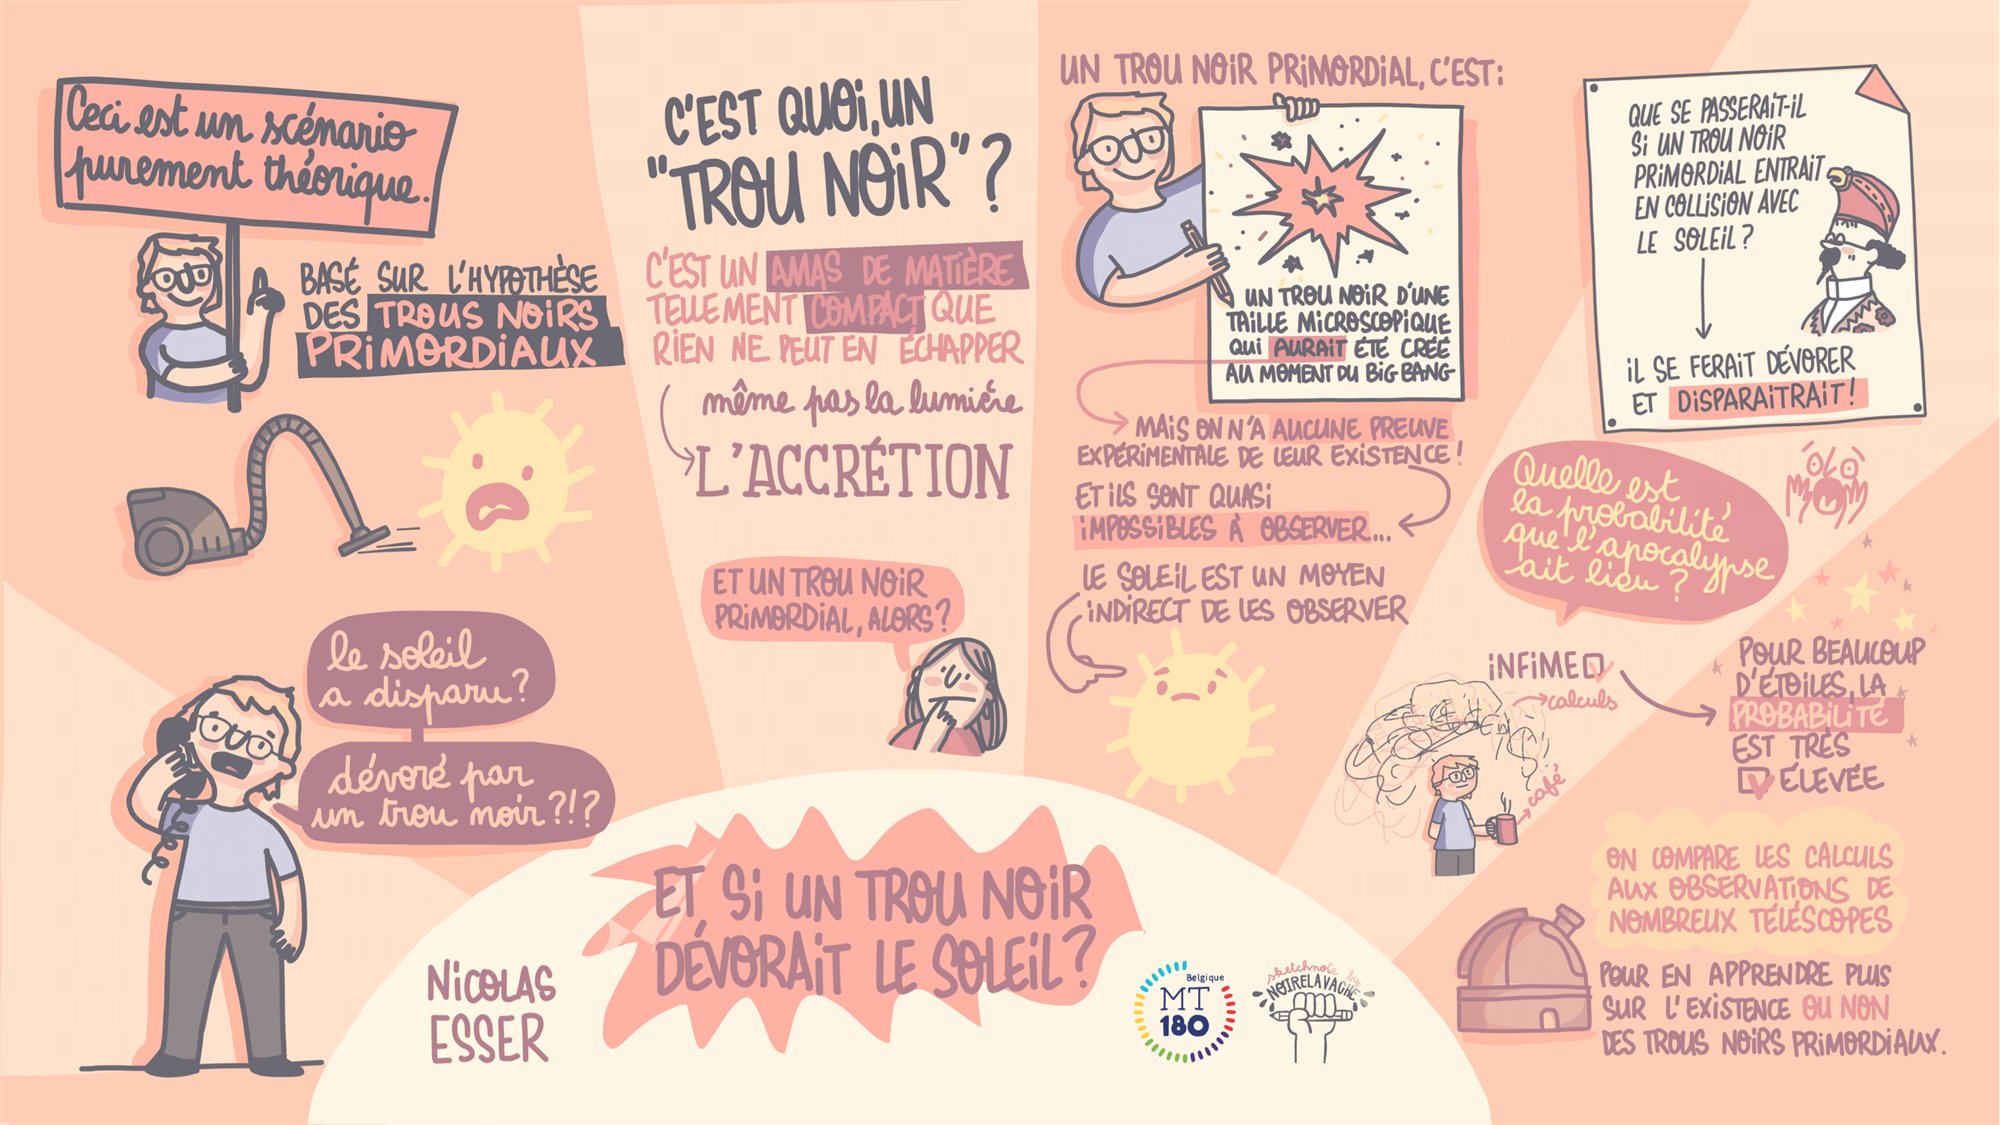 Ceci est un scénario
purement théorique.
BASÉ SUR L'HYPOTHÈSE
DES TROUS NOIRS
PRIMORDIAUX
le soleil
a disparu?
dévoré par
un trou noir?!?
NICOLAS
ESSER
C'EST QUOI, UN
"TROU NOIR"?
C'EST UN AMAS DE MATIÈRE
TELLEMENT COMPACT QUE
RIEN NE PEUT EN ÉCHAPPER
même pas la lumière
L'ACCRÉTION
ET UN TROU NOIR
PRIMORDIAL, ALORS?
ET SI UN TROU NOIR
DÉVORAIT LE SOLEIL?
Belgique
MT
180
sketchnote by
NOIRELAVACHE
UN TROU NOIR PRIMORDIAL, C'EST:
UN TROU NOIR D'UNE
TAILLE MICROSCOPIQUE
QUI AURAIT ÉTÉ CRÉÉ
AU MOMENT DU BIG BANG
MAIS ON N'A AUCUNE PREUVE
EXPÉRIMENTALE DE LEUR EXISTENCE!
ET ILS SONT QUASI
IMPOSSIBLES À OBSERVER...
LE SOLEIL EST UN MOYEN
INDIRECT DE LES OBSERVER
QUE SE PASSERAIT-IL
SI UN TROU NOIR
PRIMORDIAL ENTRAIT
EN COLLISION AVEC
LE SOLEIL?
IL SE FERAIT DÉVORER
ET DISPARAITRAIT!
Quelle est
la probabilité
que l'apocalypse
ait lieu?
INFIME
calculs
café
POUR BEAUCOUP
D'ÉTOILES, LA
PROBABILITÉ
EST TRÈS
ÉLEVÉE
ON COMPARE LES CALCULS
AUX OBSERVATIONS DE
NOMBREUX TÉLÉSCOPES
POUR EN APPRENDRE PLUS
SUR L'EXISTENCE OU NON
DES TROUS NOIRS PRIMORDIAUX.